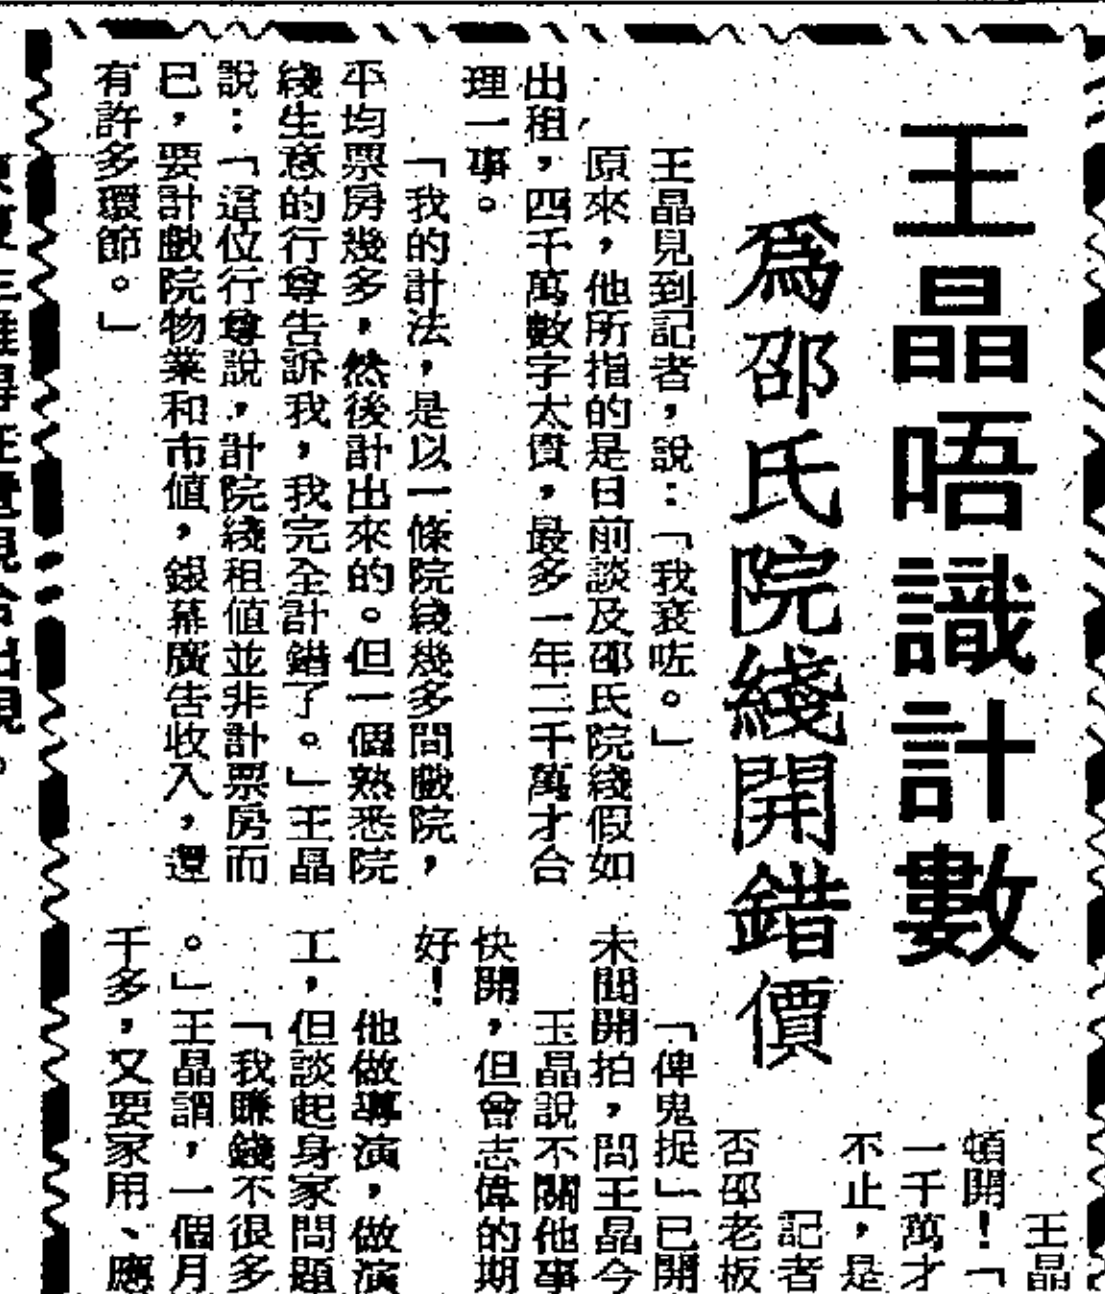 王晶唔識計數
為邵氏院綫開錯價
王晶見到記者，說：「我衰咗。」
原來，他所指的是日前談及邵氏院綫假如
出租，四千萬數字太貴，最多一年二千萬才合
理一事。
「我的計法，是以一條院綫幾多間戲院，
平均票房幾多，然後計出來的。但一個熟悉院
綫生意的行尊告訴我，我完全計錯了。」王晶
說：「這位行尊說，計院綫租值並非計票房而
已，要計戲院物業和市值，銀幕廣告收入，還
有許多環節。」
王晶
頓開！「
一千萬才
不止，是
記者
否邵老板
「俾鬼捉」已開
未開開拍，問王晶今
王晶說不關他事
快開，但曾志偉的期
好！
他做導演，做演
工，但談起身家問題
「我賺錢不很多
。」王晶謂，一個月
千多，又要家用、應